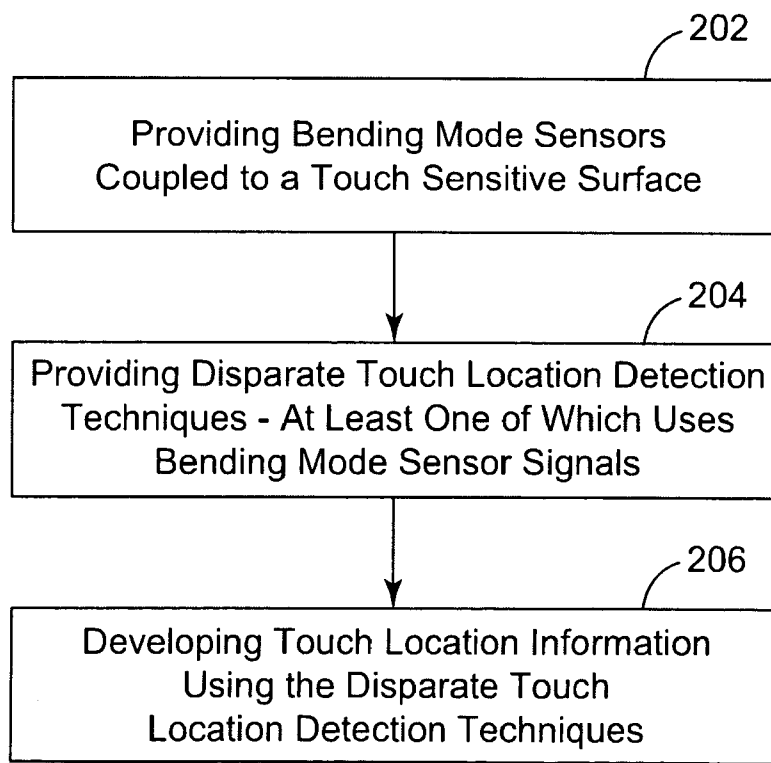 202
Providing Bending Mode Sensors
Coupled to a Touch Sensitive Surface
204
Providing Disparate Touch Location Detection
Techniques - At Least One of Which Uses
Bending Mode Sensor Signals
206
Developing Touch Location Information
Using the Disparate Touch
Location Detection Techniques